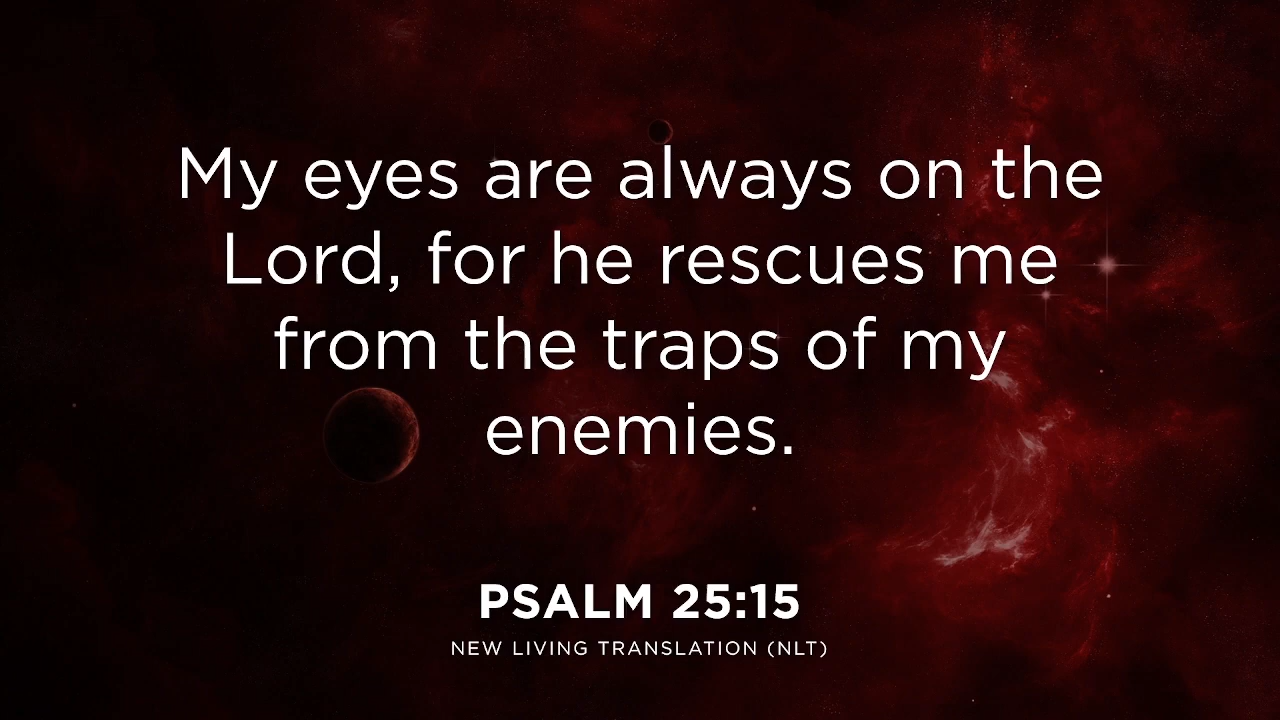 My eyes are always on the
Lord, for he rescues me
from the traps of my
enemies.
PSALM 25:15
NEW LIVING TRANSLATION (NLT)